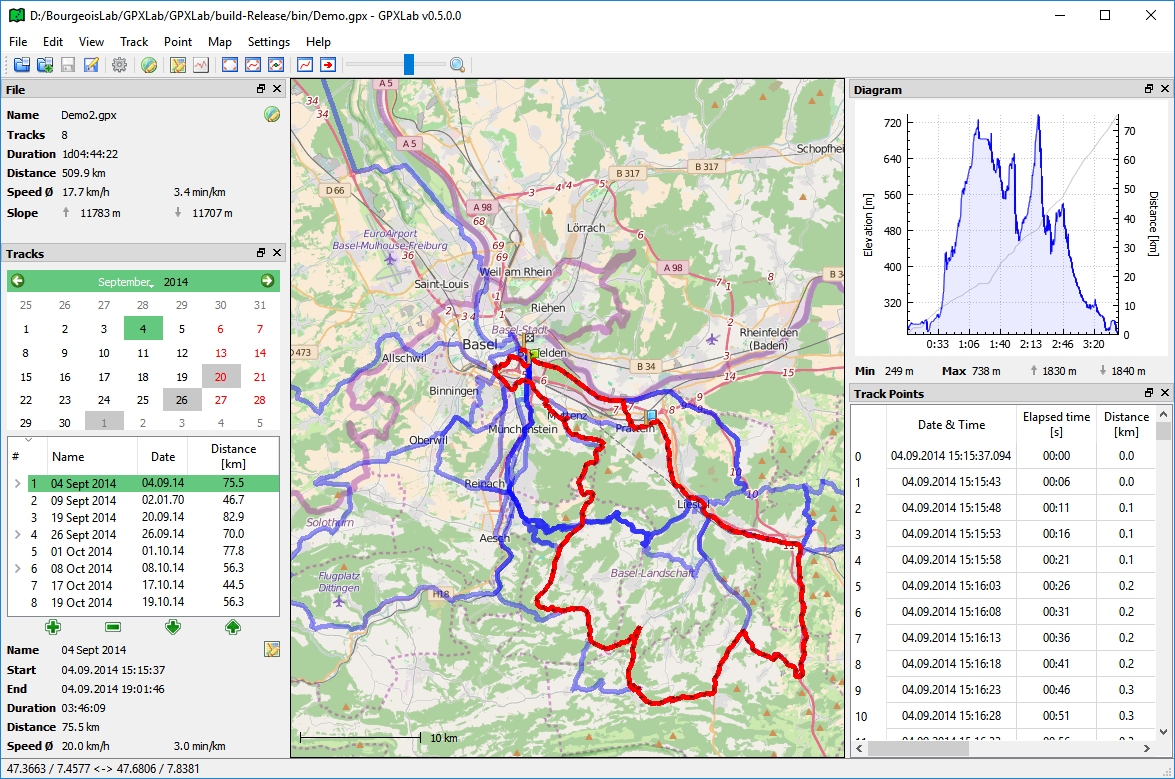 D:/BourgeoisLab/GPXLab/GPXLab/build-Release/bin/Demo.gpx - GPXLab v0.5.0.0
File Edit View Track Point Map Settings Help
File
Name Demo2.gpx
Tracks 8
Duration 1d04:44:22
Distance 509.9 km
Speed Ø 17.7 km/h 3.4 min/km
Slope 11783 m 11707 m
Tracks
September, 2014
25 26 27 28 29 30 31
1 2 3 4 5 6 7
8 9 10 11 12 13 14
15 16 17 18 19 20 21
22 23 24 25 26 27 28
29 30 1 2 3 4 5
# Name Date Distance [km]
1 04 Sept 2014 04.09.14 75.5
2 09 Sept 2014 02.01.70 46.7
3 19 Sept 2014 20.09.14 82.9
4 26 Sept 2014 26.09.14 70.0
5 01 Oct 2014 01.10.14 77.8
6 08 Oct 2014 08.10.14 56.3
7 17 Oct 2014 17.10.14 44.5
8 19 Oct 2014 19.10.14 56.3
Name 04 Sept 2014
Start 04.09.2014 15:15:37
End 04.09.2014 19:01:46
Duration 03:46:09
Distance 75.5 km
Speed Ø 20.0 km/h 3.0 min/km
A 5
34
34
A 5
D 66
B 317
B 317
Schopfhei
3 4 4 5
A 98
68
Lörrach
6
EuroAirport
Basel-Mulhouse-Freiburg
36
69
69
Weil am Rhein
A 98
8
7 1
B 3
Saint-Louis
1
Riehen
2 3 4
1
2
Basel-Stadt
Rheinfelden
(Baden)
3
D 473
Basel
felden
Allschwil
B 34
14
15
Binningen
6
9
7
8
9
Muttenz
Pratteln
Münchenstein
Oberwil
10
10
Reinach
Liestal
Solothurn
Aesch
11
Basel-Landschaft
Flugplatz
Dittingen
H18
10 km
Diagram
720
640
560
480
400
320
Elevation [m]
70
60
50
40
30
20
10
0
Distance [km]
0:33 1:06 1:40 2:13 2:46 3:20
Min 249 m Max 738 m 1830 m 1840 m
Track Points
Date & Time Elapsed time [s] Distance [km]
0 04.09.2014 15:15:37.094 00:00 0.0
1 04.09.2014 15:15:43 00:06 0.0
2 04.09.2014 15:15:48 00:11 0.1
3 04.09.2014 15:15:53 00:16 0.1
4 04.09.2014 15:15:58 00:21 0.1
5 04.09.2014 15:16:03 00:26 0.2
6 04.09.2014 15:16:08 00:31 0.2
7 04.09.2014 15:16:13 00:36 0.2
8 04.09.2014 15:16:18 00:41 0.2
9 04.09.2014 15:16:23 00:46 0.3
10 04.09.2014 15:16:28 00:51 0.3
47.3663 / 7.4577 <-> 47.6806 / 7.8381